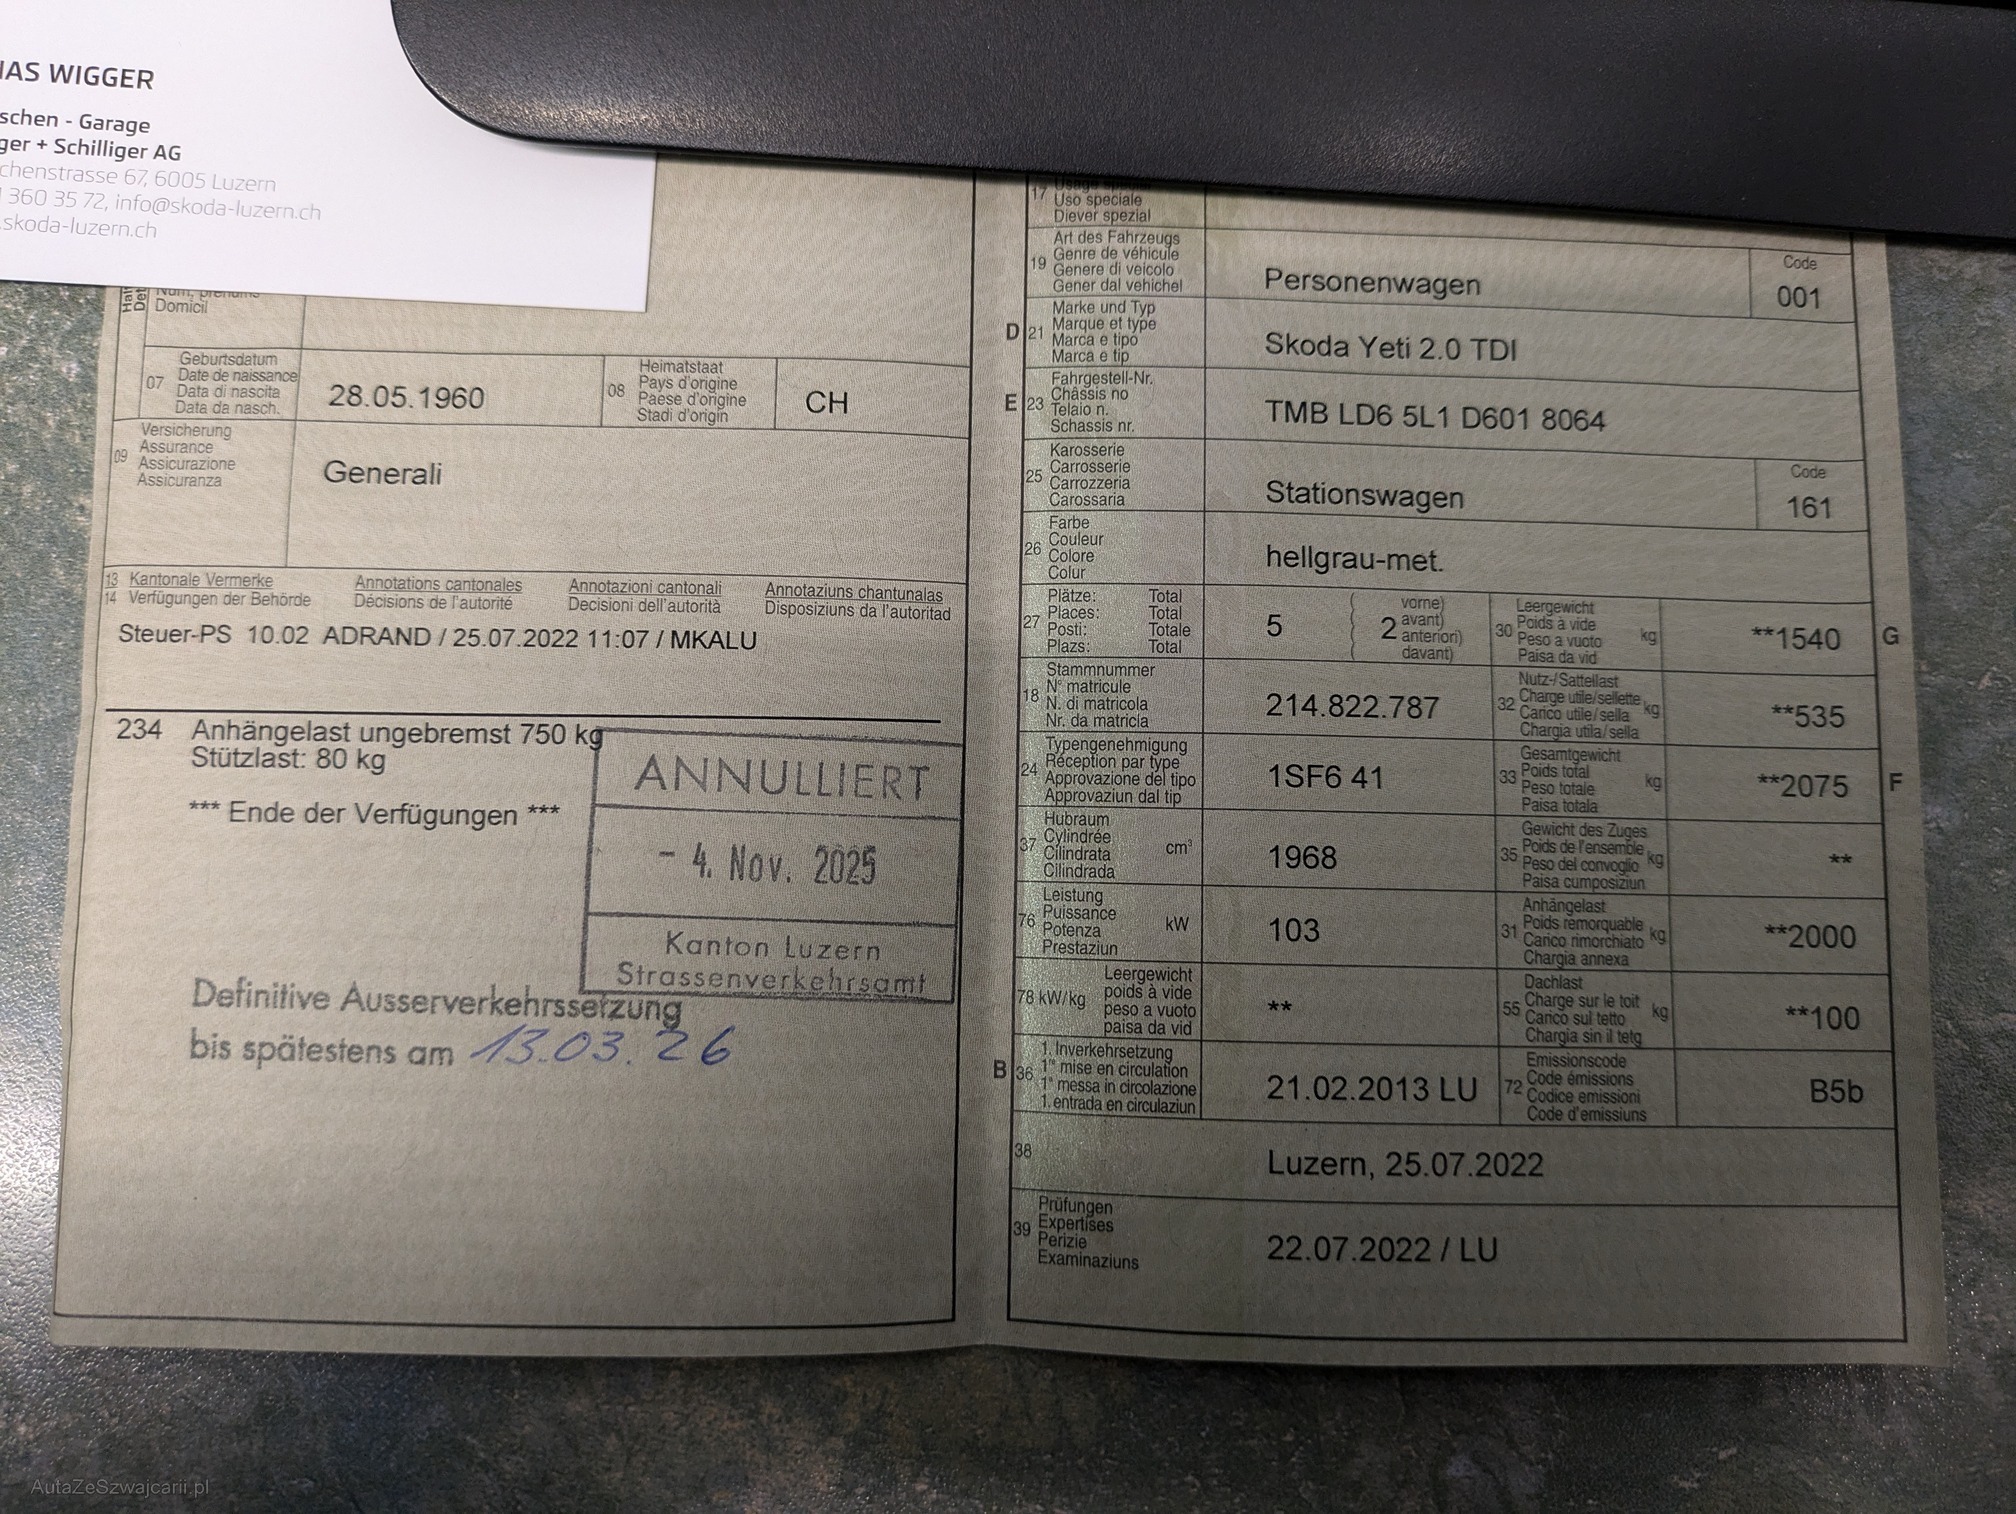 IAS WIGGER
schen - Garage
ger + Schilliger AG
chenstrasse 67, 6005 Luzern
360 35 72, info@skoda-luzern.ch
.skoda-luzern.ch
Domicil
07 Geburtsdatum
Date de naissance
Data di nascita
Data da nasch.
28.05.1960
08 Heimatstaat
Pays d'origine
Paese d'origine
Stadi d'origin
CH
09 Versicherung
Assurance
Assicurazione
Assicuranza
Generali
13 Kantonale Vermerke Annotations cantonales Annotazioni cantonali Annotaziuns chantunalas
14 Verfügungen der Behörde Décisions de l'autorité Decisioni dell'autorità Disposiziuns da l'autoritad
Steuer-PS 10.02 ADRAND / 25.07.2022 11:07 / MKALU
234 Anhängelast ungebremst 750 kg
Stützlast: 80 kg
*** Ende der Verfügungen ***
ANNULLIERT
- 4. Nov. 2025
Kanton Luzern
Strassenverkehrsamt
Definitive Ausserverkehrssetzung
bis spätestens am 13.03.26
17 Usage
Uso speciale
Diever spezial
19 Art des Fahrzeugs
Genre de véhicule
Genere di veicolo
Gener dal vehichel
Personenwagen
Code
001
D 21 Marke und Typ
Marque et type
Marca e tipo
Marca e tip
Skoda Yeti 2.0 TDI
E 23 Fahrgestell-Nr.
Châssis no
Telaio n.
Schassis nr.
TMB LD6 5L1 D601 8064
25 Karosserie
Carrosserie
Carrozzeria
Carossaria
Stationswagen
Code
161
26 Farbe
Couleur
Colore
Colur
hellgrau-met.
27 Plätze: Total
Places: Total
Posti: Totale
Plazs: Total
5
2 vorne)
avant)
anteriori)
davant)
30 Leergewicht
Poids à vide
Peso a vuoto kg
Paisa da vid
**1540 G
18 Stammnummer
N° matricule
N. di matricola
Nr. da matricla
214.822.787
32 Nutz-/Sattellast
Charge utile/sellette kg
Carico utile/sella
Chargia utila/sella
**535
24 Typengenehmigung
Réception par type
Approvazione del tipo
Approvaziun dal tip
1SF6 41
33 Gesamtgewicht
Poids total kg
Peso totale
Paisa totala
**2075 F
37 Hubraum
Cylindrée cm³
Cilindrata
Cilindrada
1968
35 Gewicht des Zuges
Poids de l'ensemble kg
Peso del convoglio
Paisa cumposiziun
**
76 Leistung
Puissance kW
Potenza
Prestaziun
103
31 Anhängelast
Poids remorquable kg
Carico rimorchiato
Chargia annexa
**2000
78 kW/kg Leergewicht
poids à vide
peso a vuoto
paisa da vid
**
55 Dachlast
Charge sur le toit kg
Carico sul tetto
Chargia sin il tetg
**100
B 36 1. Inverkehrsetzung
1re mise en circulation
1a messa in circolazione
1. entrada en circulaziun
21.02.2013 LU
72 Emissionscode
Code émissions
Codice emissioni
Code d'emissiuns
B5b
38 Luzern, 25.07.2022
39 Prüfungen
Expertises
Perizie
Examinaziuns
22.07.2022 / LU
AutaZeSzwajcarii.pl